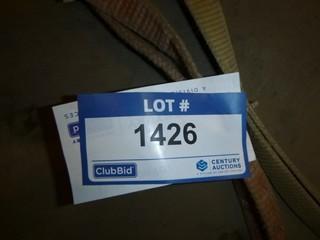 LOT #
1426
ClubBid
CENTURY
AUCTIONS